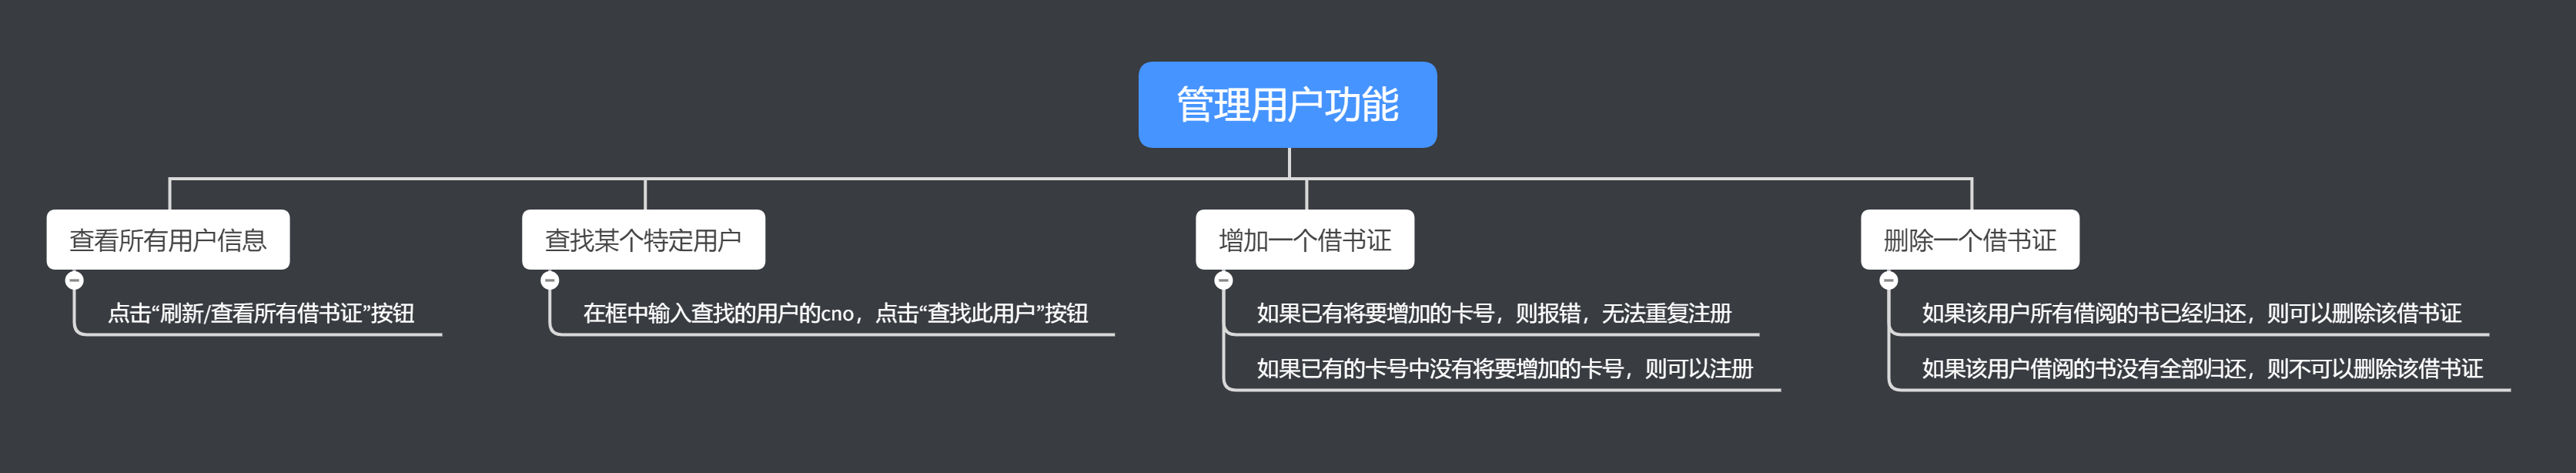 管理用户功能
查看所有用户信息
点击“刷新/查看所有借书证”按钮
查找某个特定用户
在框中输入查找的用户的cno，点击“查找此用户”按钮
增加一个借书证
如果已有将要增加的卡号，则报错，无法重复注册
如果已有的卡号中没有将要增加的卡号，则可以注册
删除一个借书证
如果该用户所有借阅的书已经归还，则可以删除该借书证
如果该用户借阅的书没有全部归还，则不可以删除该借书证